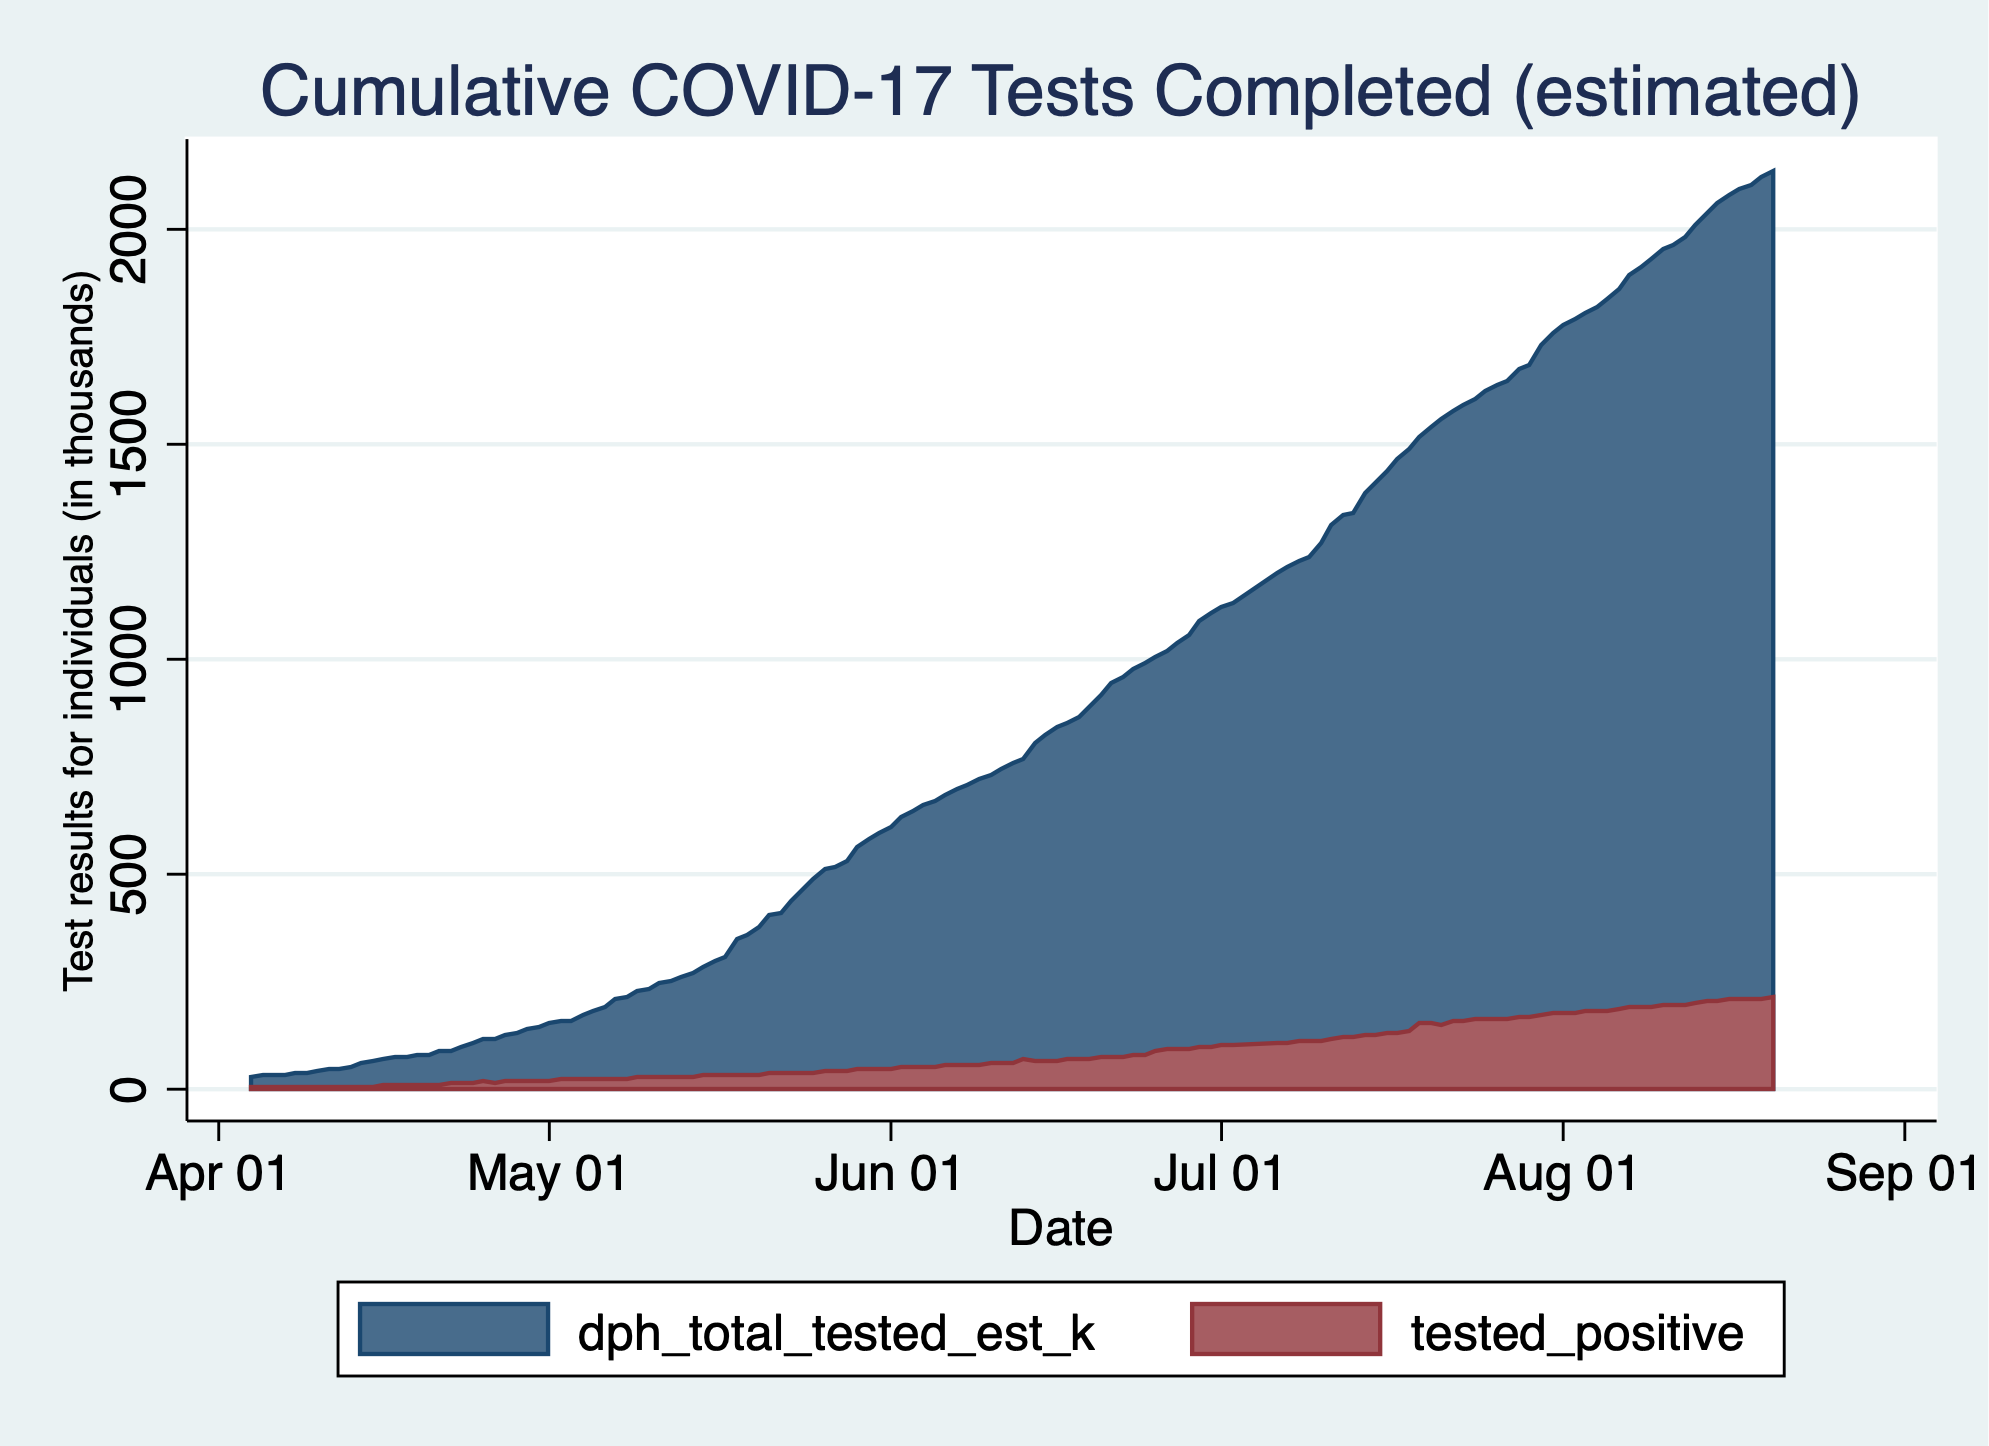 Cumulative COVID-17 Tests Completed (estimated)
Test results for individuals (in thousands)
2000
1500
1000
500
0
Apr 01 May 01 Jun 01 Jul 01 Aug 01 Sep 01
Date
dph_total_tested_est_k tested_positive